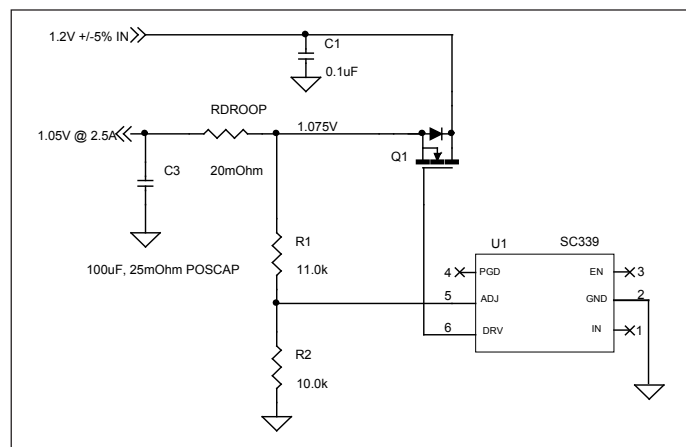 1.2V +/-5% IN
C1
0.1uF
RDROOP
1.075V
1.05V @ 2.5A
Q1
C3
20mOhm
U1
SC339
R1
100uF, 25mOhm POSCAP
11.0k
4
PGD
EN
3
5
ADJ
GND
2
6
DRV
IN
1
R2
10.0k